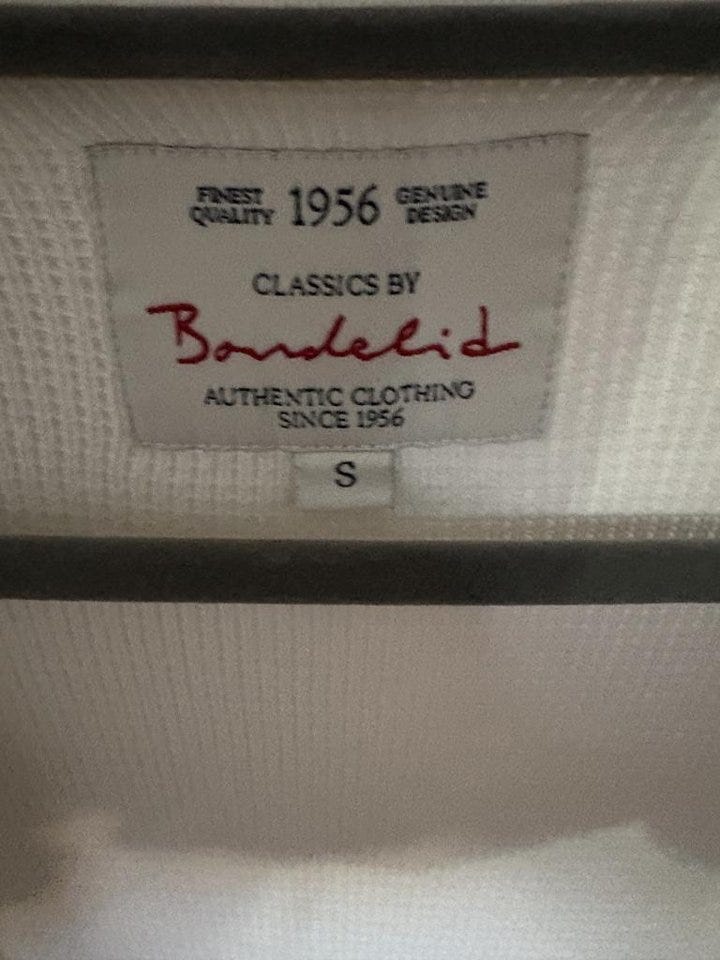 FINEST QUALITY 1956 GENUINE DESIGN
CLASSICS BY
Bondelid
AUTHENTIC CLOTHING
SINCE 1956
S